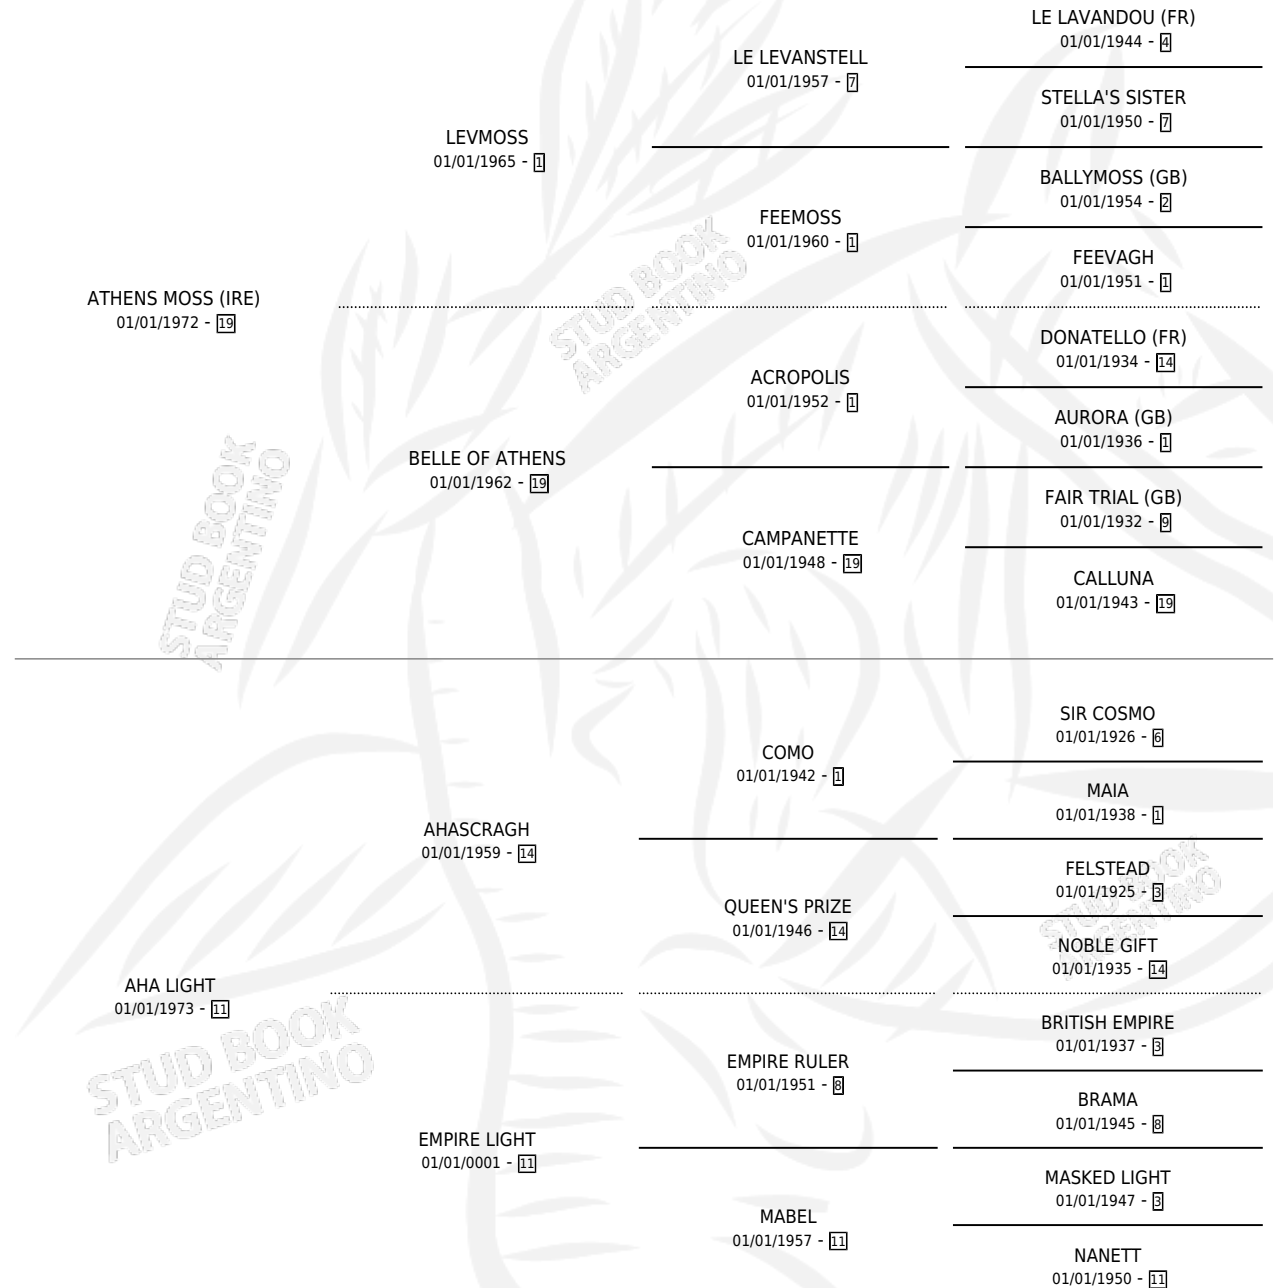 LE LAVANDOU (FR)
01/01/1944 - 4
LE LEVANSTELL
01/01/1957 - 7
STELLA'S SISTER
01/01/1950 - 7
LEVMOSS
01/01/1965 - 1
BALLYMOSS (GB)
01/01/1954 - 2
FEEMOSS
01/01/1960 - 1
FEEVAGH
01/01/1951 - 1
ATHENS MOSS (IRE)
01/01/1972 - 19
STUD BOOK
ARGENTINO
DONATELLO (FR)
01/01/1934 - 14
ACROPOLIS
01/01/1952 - 1
AURORA (GB)
01/01/1936 - 1
BELLE OF ATHENS
01/01/1962 - 19
FAIR TRIAL (GB)
01/01/1932 - 9
CAMPANETTE
01/01/1948 - 19
CALLUNA
01/01/1943 - 19
STUD BOOK
ARGENTINO
SIR COSMO
01/01/1926 - 6
COMO
01/01/1942 - 1
MAIA
01/01/1938 - 1
AHASCRAGH
01/01/1959 - 14
FELSTEAD
01/01/1925 - 3
QUEEN'S PRIZE
01/01/1946 - 14
STUD BOOK
ARGENTINO
NOBLE GIFT
01/01/1935 - 14
AHA LIGHT
01/01/1973 - 11
STUD BOOK
ARGENTINO
BRITISH EMPIRE
01/01/1937 - 3
EMPIRE RULER
01/01/1951 - 8
BRAMA
01/01/1945 - 8
EMPIRE LIGHT
01/01/0001 - 11
MASKED LIGHT
01/01/1947 - 3
MABEL
01/01/1957 - 11
NANETT
01/01/1950 - 11